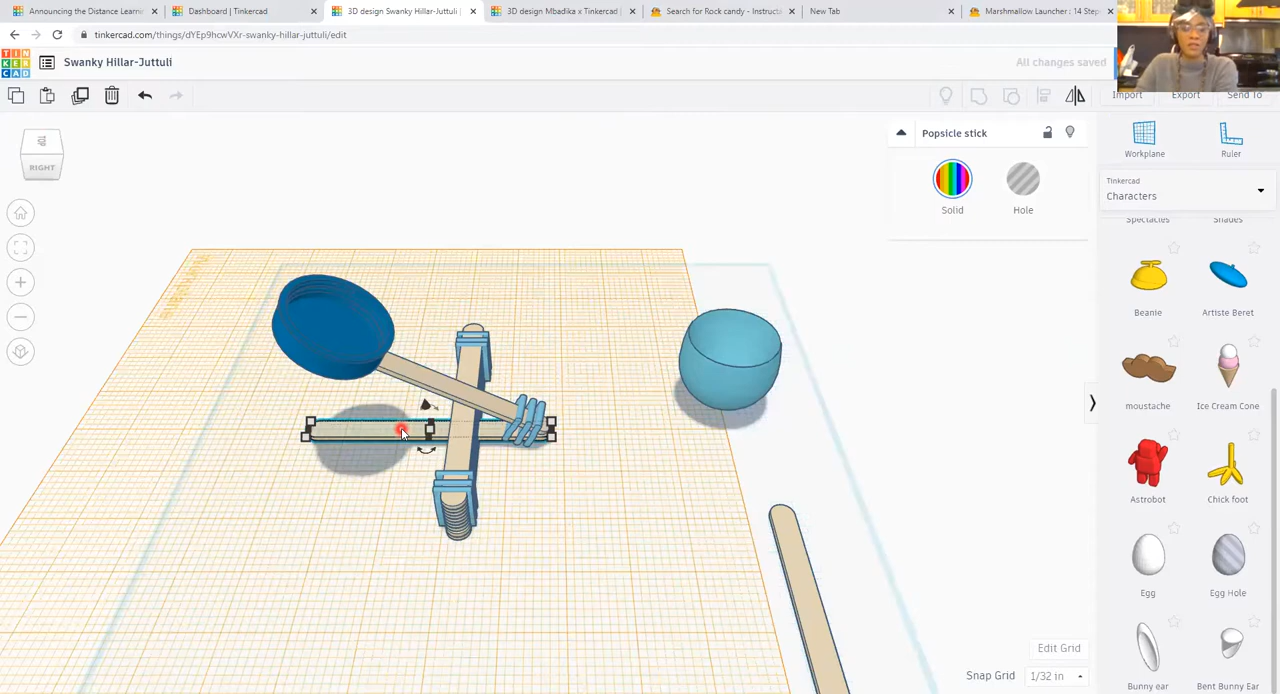 Announcing the Distance Learni
Dashboard | Tinkercad
3D design Swanky Hillar-Juttuli |
3D design Mbadika x Tinkercad |
Search for Rock candy - Instructa
New Tab
Marshmallow Launcher : 14 Step
tinkercad.com/things/dYEp9hcwVXr-swanky-hillar-juttuli/edit
TIN
KER
CAD
Swanky Hillar-Juttuli
All changes saved
Import
Export
Send To
RIGHT
Popsicle stick
Solid
Hole
Workplane
Ruler
Tinkercad
Characters
Spectacles
Shades
Beanie
Artiste Beret
moustache
Ice Cream Cone
Astrobot
Chick foot
Egg
Egg Hole
Bunny ear
Bent Bunny Ear
Edit Grid
Snap Grid
1/32 in